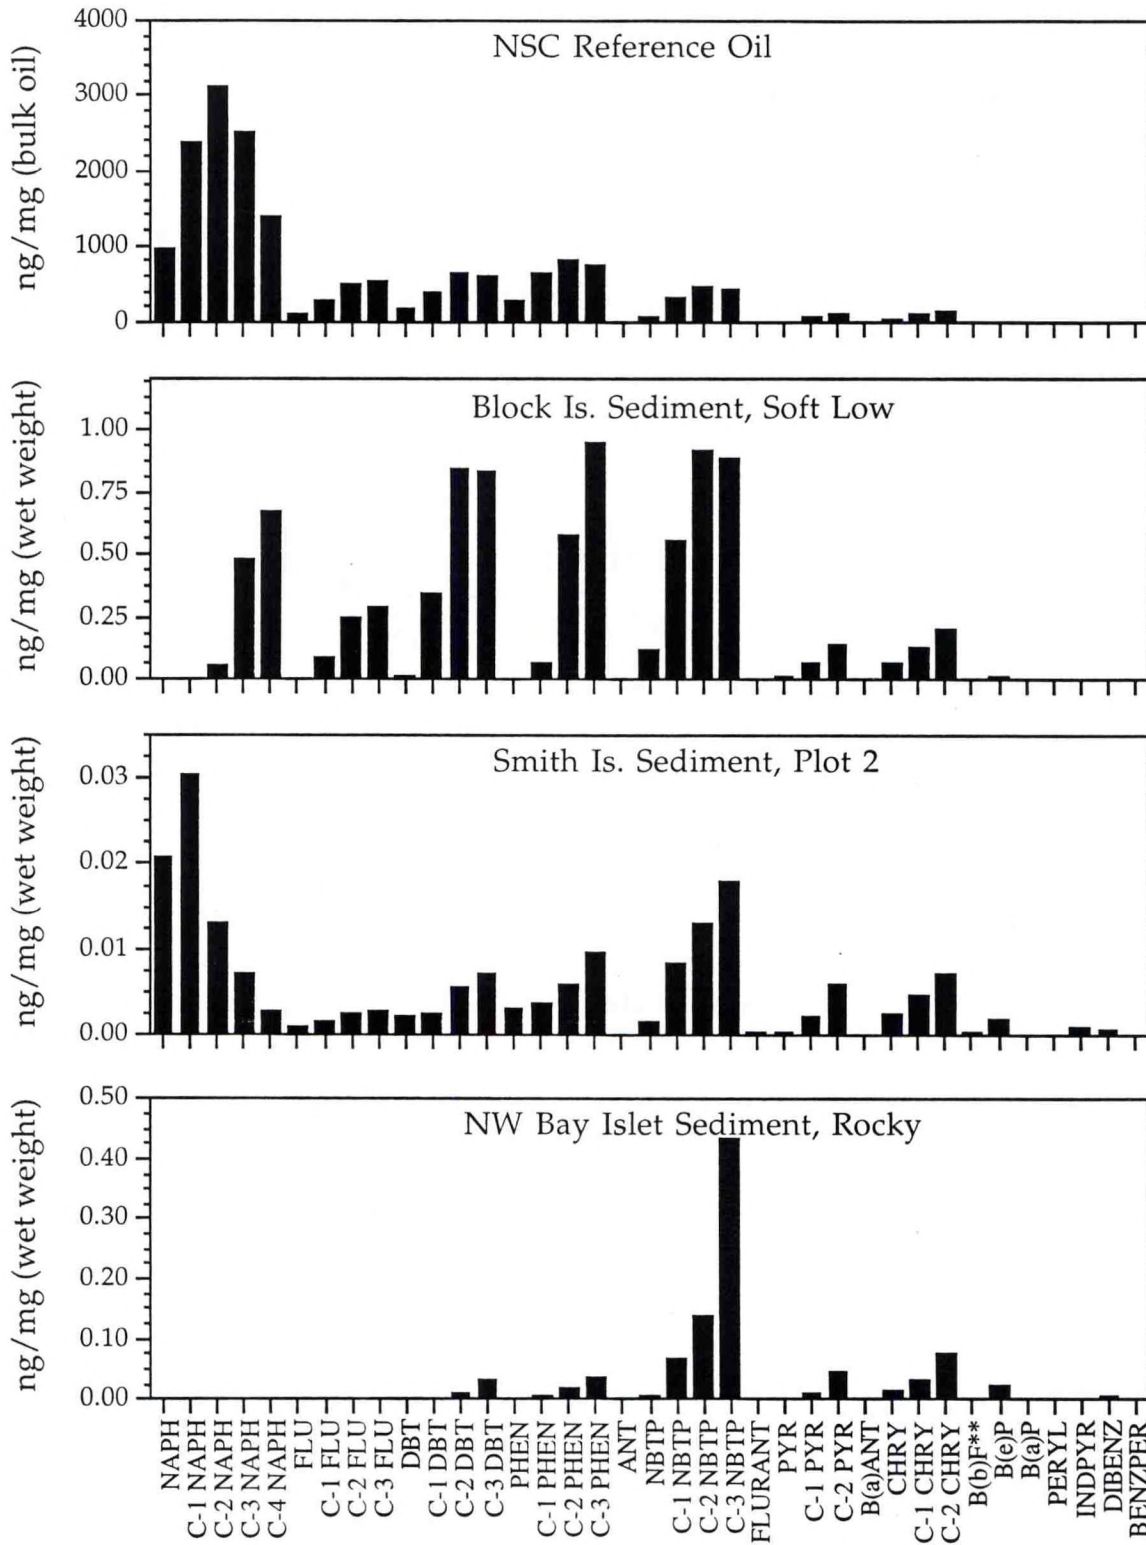 NSC Reference Oil
ng/mg (bulk oil)
4000
3000
2000
1000
0
Block Is. Sediment, Soft Low
ng/mg (wet weight)
1.00
0.75
0.50
0.25
0.00
Smith Is. Sediment, Plot 2
ng/mg (wet weight)
0.03
0.02
0.01
0.00
NW Bay Islet Sediment, Rocky
ng/mg (wet weight)
0.50
0.40
0.30
0.20
0.10
0.00
NAPH
C-1 NAPH
C-2 NAPH
C-3 NAPH
C-4 NAPH
FLU
C-1 FLU
C-2 FLU
C-3 FLU
DBT
C-1 DBT
C-2 DBT
C-3 DBT
PHEN
C-1 PHEN
C-2 PHEN
C-3 PHEN
ANT
NBTP
C-1 NBTP
C-2 NBTP
C-3 NBTP
FLURANT
PYR
C-1 PYR
C-2 PYR
B(a)ANT
CHRY
C-1 CHRY
C-2 CHRY
B(b)F**
B(e)P
B(a)P
PERYL
INDPYR
DIBENZ
BENZPER